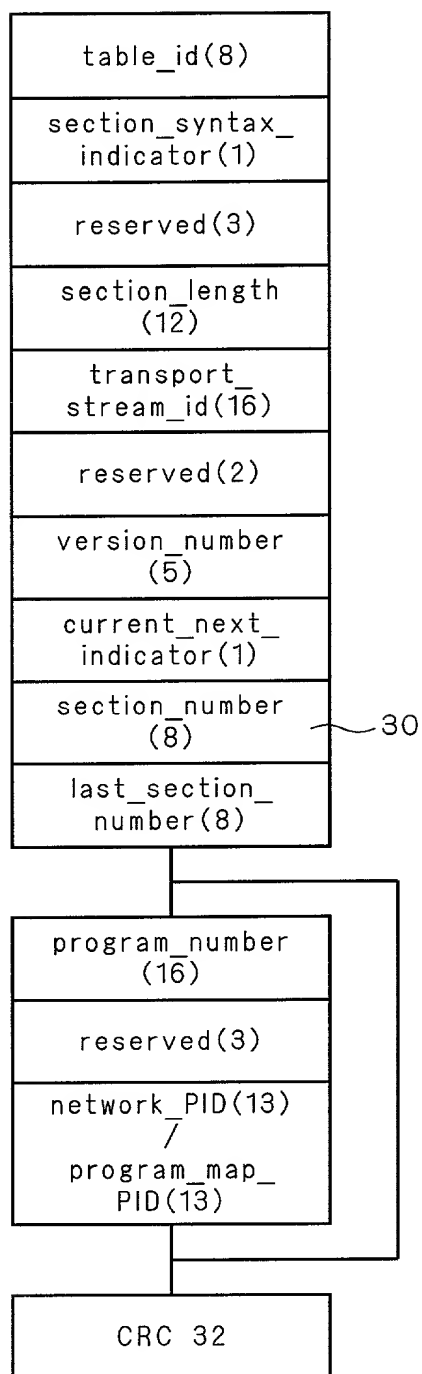 table_id(8)
section_syntax_
indicator(1)
reserved(3)
section_length
(12)
transport_
stream_id(16)
reserved(2)
version_number
(5)
current_next_
indicator(1)
section_number
(8)
30
last_section_
number(8)
program_number
(16)
reserved(3)
network_PID(13)
/
program_map_
PID(13)
CRC 32